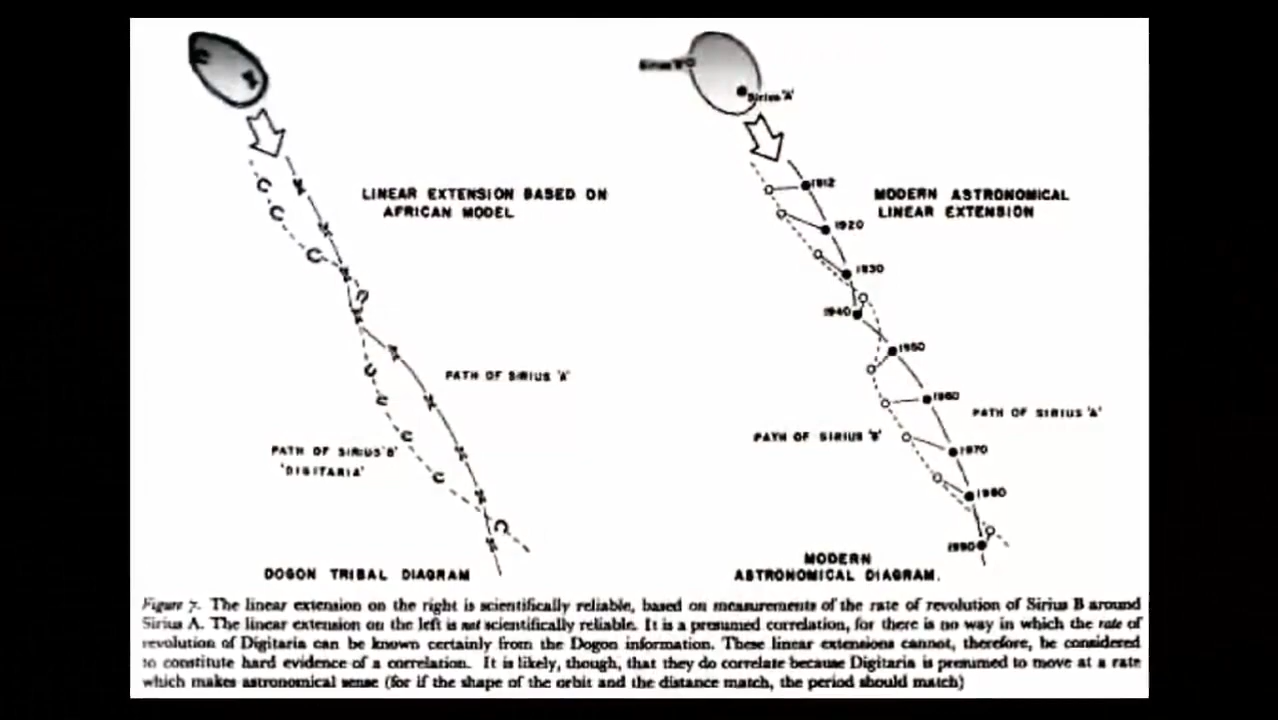 Sirius 'B'
Sirius 'A'
LINEAR EXTENSION BASED ON
AFRICAN MODEL
MODERN ASTRONOMICAL
LINEAR EXTENSION
1912
1920
1930
1940
1950
1960
1970
1980
1990
PATH OF SIRIUS 'A'
PATH OF SIRIUS 'B'
'DIGITARIA'
PATH OF SIRIUS 'A'
PATH OF SIRIUS 'B'
DOGON TRIBAL DIAGRAM
MODERN
ASTRONOMICAL DIAGRAM.
Figure 7. The linear extension on the right is scientifically reliable, based on measurements of the rate of revolution of Sirius B around
Sirius A. The linear extension on the left is not scientifically reliable. It is a presumed correlation, for there is no way in which the rate of
revolution of Digitaria can be known certainly from the Dogon information. These linear extensions cannot, therefore, be considered
to constitute hard evidence of a correlation. It is likely, though, that they do correlate because Digitaria is presumed to move at a rate
which makes astronomical sense (for if the shape of the orbit and the distance match, the period should match)